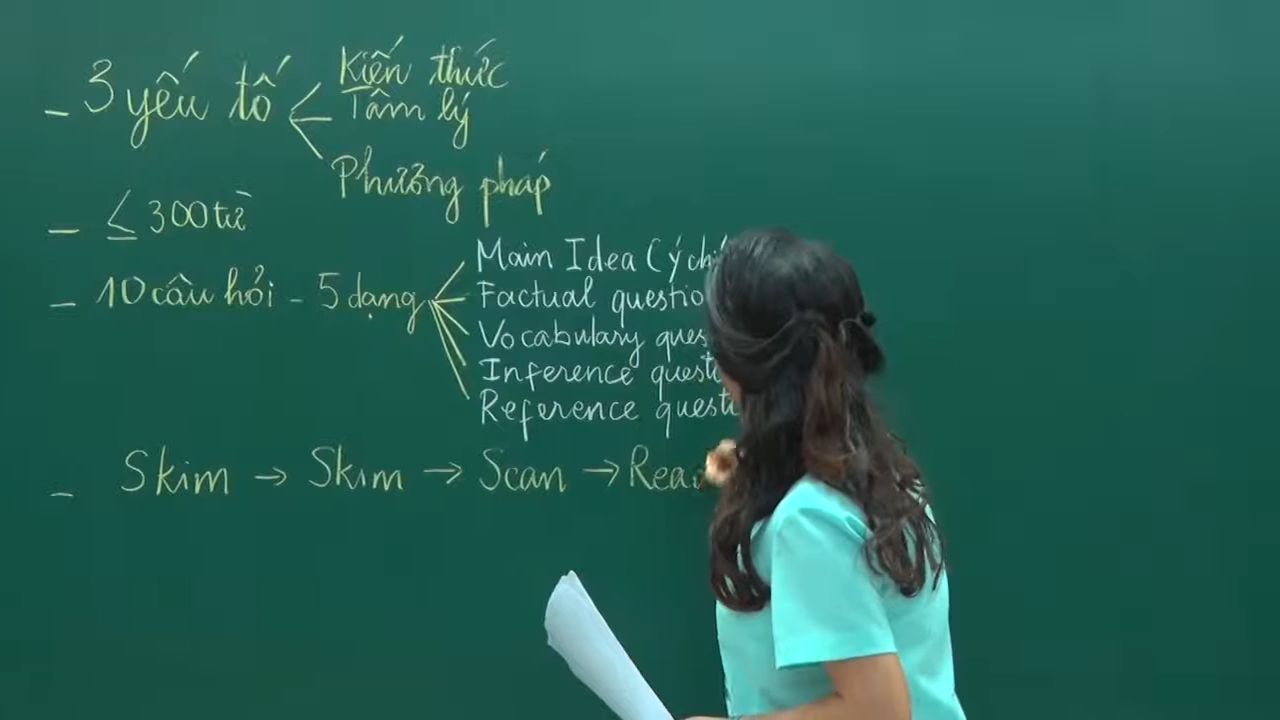 - 3 yếu tố
Kiến thức
Tâm lý
Phương pháp
- ≤ 300 từ
- 10 câu hỏi - 5 dạng
Main Idea (ý
Factual
Vocabulary
Inference
Reference
- Skim → Skim → Scan →